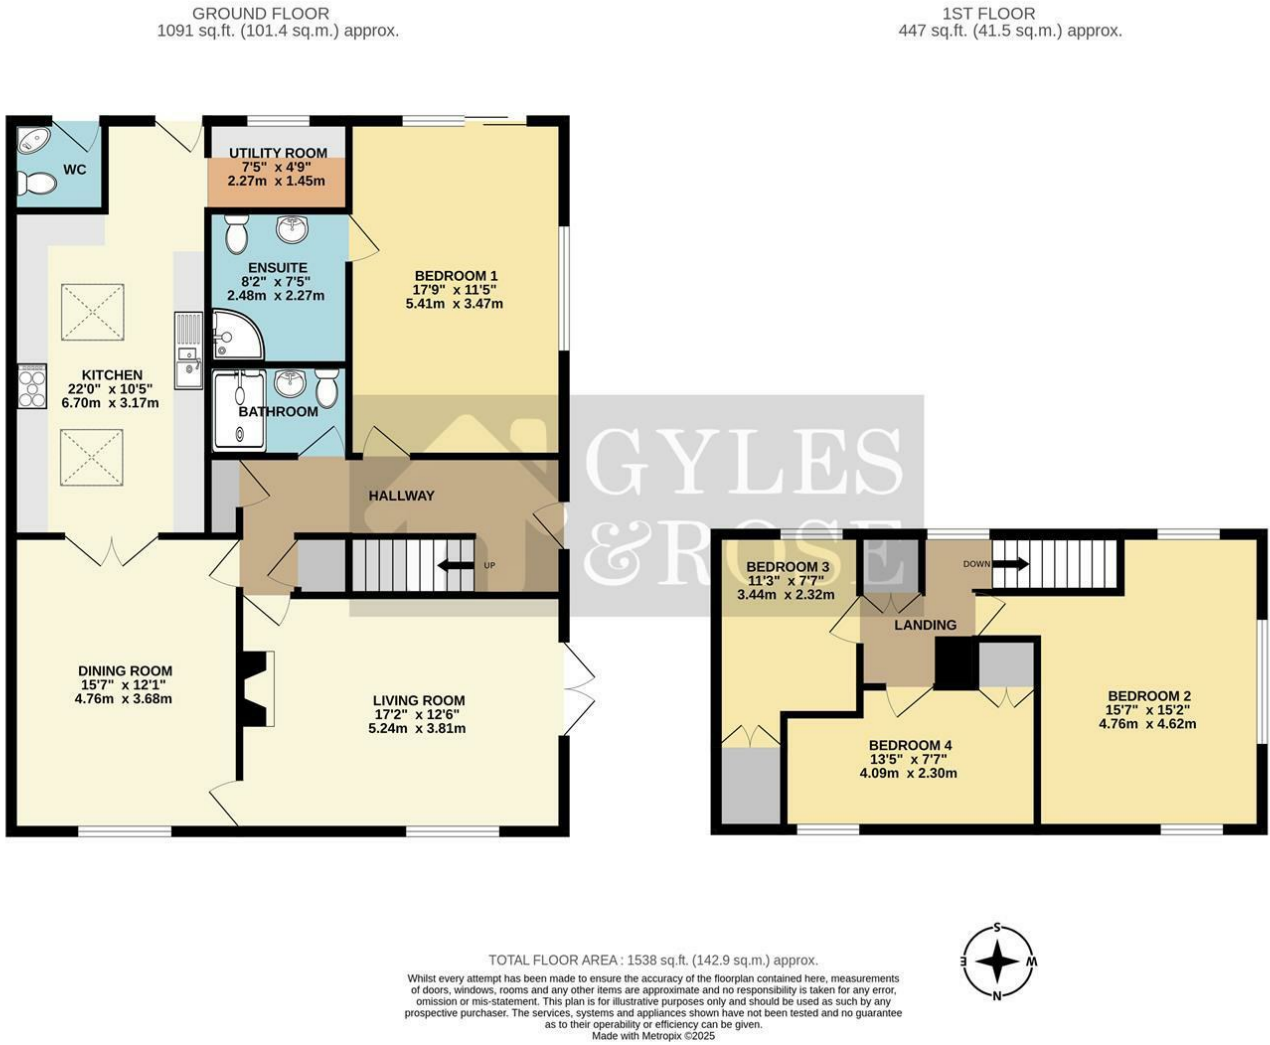 GROUND FLOOR
1091 sq.ft. (101.4 sq.m.) approx.
1ST FLOOR
447 sq.ft. (41.5 sq.m.) approx.
WC
UTILITY ROOM
7'5" x 4'9"
2.27m x 1.45m
ENSUITE
8'2" x 7'5"
2.48m x 2.27m
BEDROOM 1
17'9" x 11'5"
5.41m x 3.47m
KITCHEN
22'0" x 10'5"
6.70m x 3.17m
BATHROOM
HALLWAY
UP
GYLES
&ROSE
DINING ROOM
15'7" x 12'1"
4.76m x 3.68m
LIVING ROOM
17'2" x 12'6"
5.24m x 3.81m
BEDROOM 3
11'3" x 7'7"
3.44m x 2.32m
DOWN
LANDING
BEDROOM 2
15'7" x 15'2"
4.76m x 4.62m
BEDROOM 4
13'5" x 7'7"
4.09m x 2.30m
S
E
W
N
TOTAL FLOOR AREA : 1538 sq.ft. (142.9 sq.m.) approx.
Whilst every attempt has been made to ensure the accuracy of the floorplan contained here, measurements
of doors, windows, rooms and any other items are approximate and no responsibility is taken for any error,
omission or mis-statement. This plan is for illustrative purposes only and should be used as such by any
prospective purchaser. The services, systems and appliances shown have not been tested and no guarantee
as to their operability or efficiency can be given.
Made with Metropix ©2025